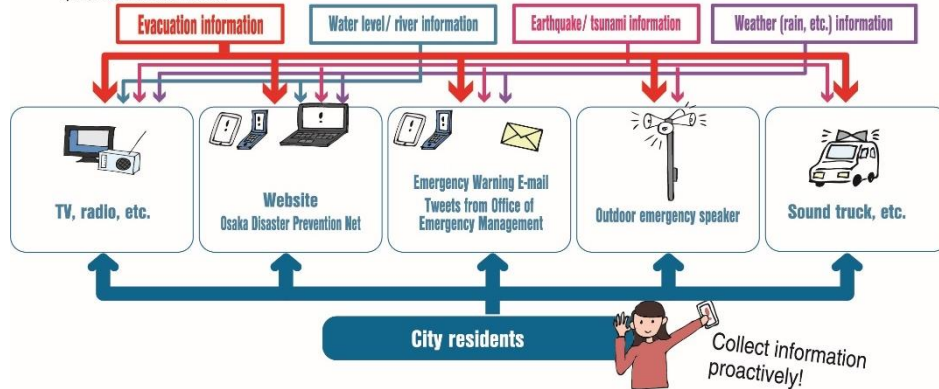 Evacuation information
Water level/ river information
Earthquake/ tsunami information
Weather (rain, etc.) information
TV, radio, etc.
Website
Osaka Disaster Prevention Net
Emergency Warning E-mail
Tweets from Office of
Emergency Management
Outdoor emergency speaker
Sound truck, etc.
City residents
Collect information
proactively!